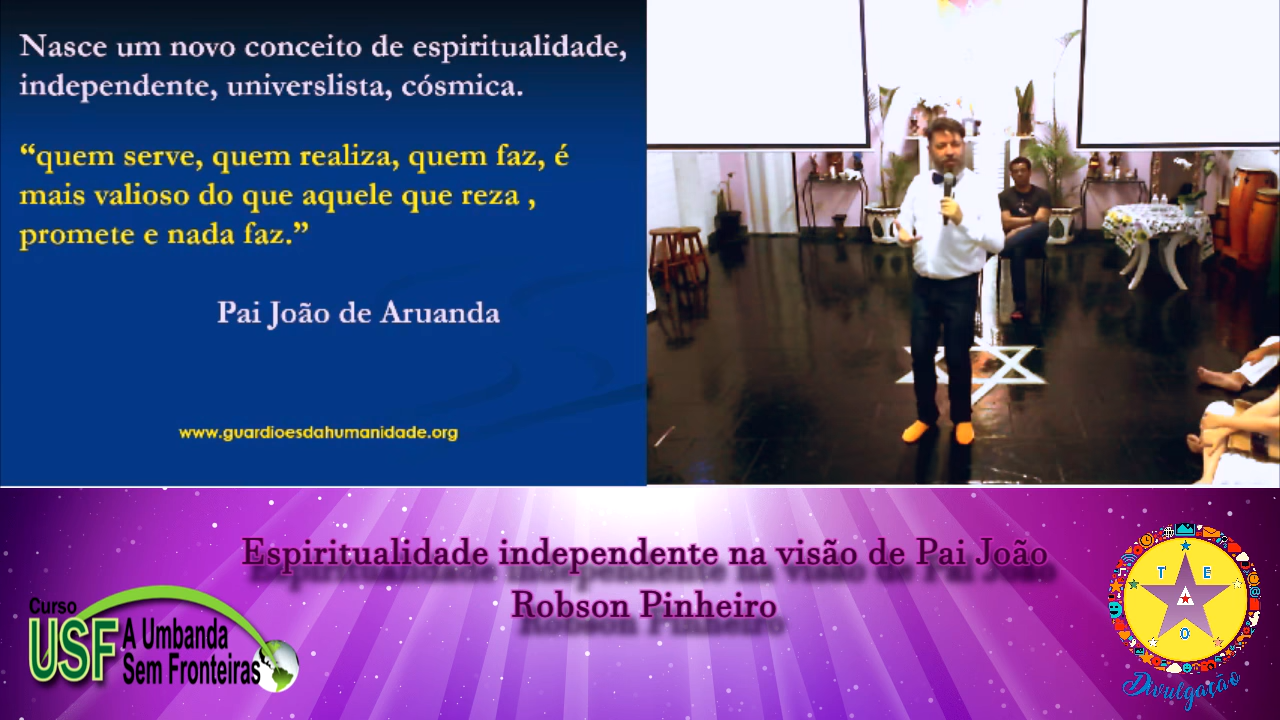 Nasce um novo conceito de espiritualidade,
independente, universlista, cósmica.
“quem serve, quem realiza, quem faz, é
mais valioso do que aquele que reza ,
promete e nada faz.”
Pai João de Aruanda
www.guardioesdahumanidade.org
Espiritualidade independente na visão de Pai João
Robson Pinheiro
Curso
USF A Umbanda
Sem Fronteiras
T E
A
O
Divulgação